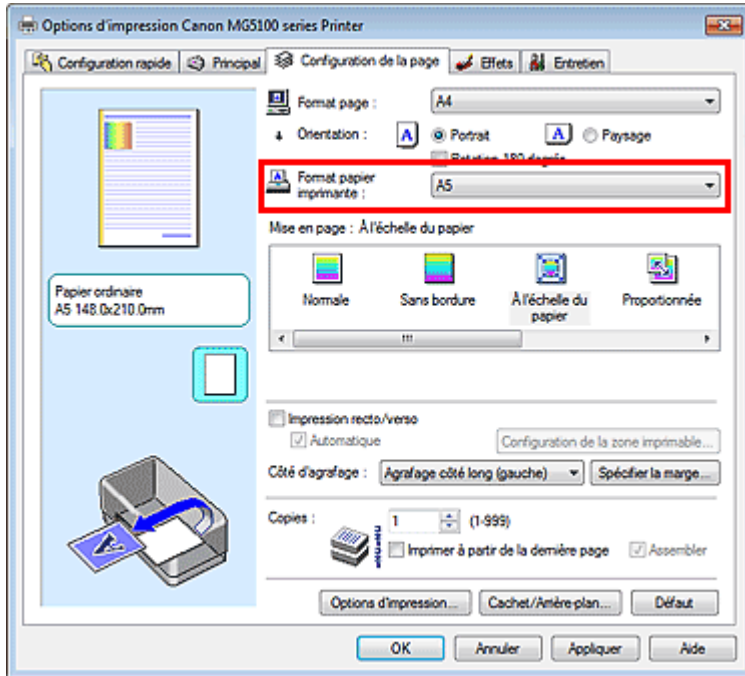 Options d'impression Canon MG5100 series Printer
Configuration rapide Principal Configuration de la page Effets Entretien
Format page : A4
Orientation : A Portrait A Paysage
Rotation 180 degrés
Format papier imprimante : A5
Mise en page : À l'échelle du papier
Normale Sans bordure À l'échelle du papier Proportionnée
Papier ordinaire
A5 148.0x210.0mm
Impression recto/verso
Automatique Configuration de la zone imprimable...
Côté d'agrafage : Agrafage côté long (gauche) Spécifier la marge...
Copies : 1 (1-999)
Imprimer à partir de la dernière page Assembler
Options d'impression... Cachet/Arrière-plan... Défaut
OK Annuler Appliquer Aide